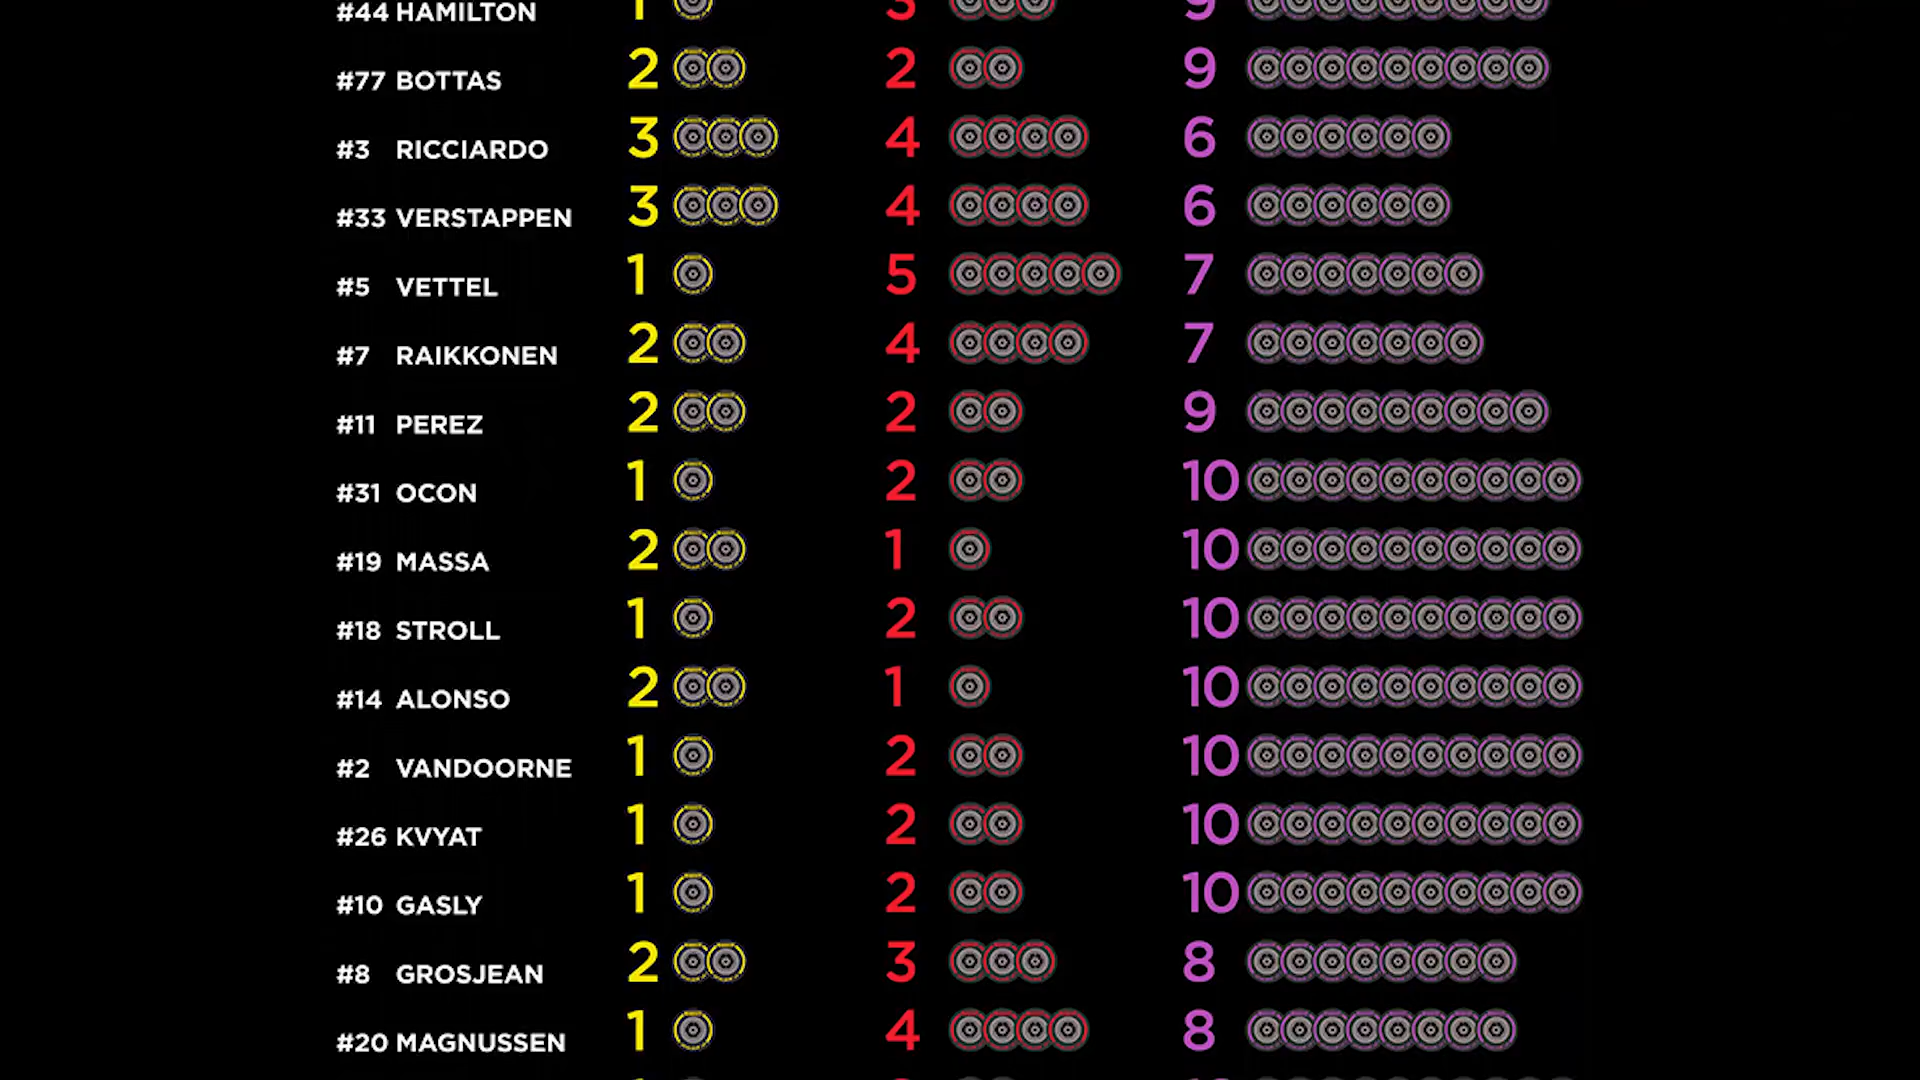 #44 HAMILTON 1 3 9
#77 BOTTAS 2 2 9
#3 RICCIARDO 3 4 6
#33 VERSTAPPEN 3 4 6
#5 VETTEL 1 5 7
#7 RAIKKONEN 2 4 7
#11 PEREZ 2 2 9
#31 OCON 1 2 10
#19 MASSA 2 1 10
#18 STROLL 1 2 10
#14 ALONSO 2 1 10
#2 VANDOORNE 1 2 10
#26 KVYAT 1 2 10
#10 GASLY 1 2 10
#8 GROSJEAN 2 3 8
#20 MAGNUSSEN 1 4 8